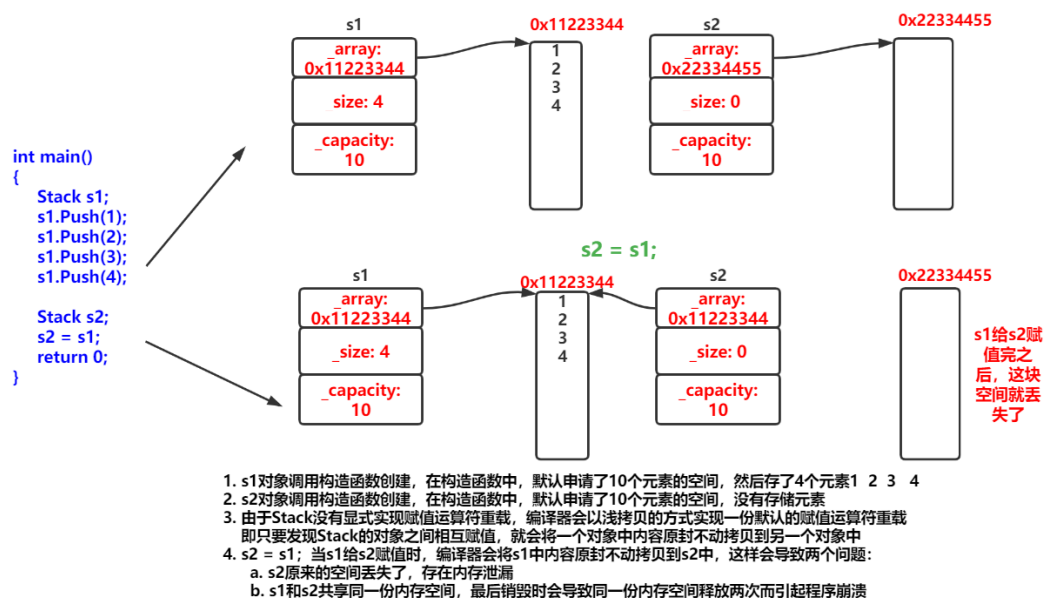 s1
0x11223344
s2
0x22334455
_array:
0x11223344
_size: 4
_capacity:
10
1
2
3
4
_array:
0x22334455
_size: 0
_capacity:
10
int main()
{
Stack s1;
s1.Push(1);
s1.Push(2);
s1.Push(3);
s1.Push(4);
Stack s2;
s2 = s1;
return 0;
}
s2 = s1;
s1
0x11223344
s2
0x22334455
_array:
0x11223344
_size: 4
_capacity:
10
1
2
3
4
_array:
0x11223344
_size: 0
_capacity:
10
s1给s2赋
值完之
后，这块
空间就丢
失了
1. s1对象调用构造函数创建，在构造函数中，默认申请了10个元素的空间，然后存了4个元素1 2 3 4
2. s2对象调用构造函数创建，在构造函数中，默认申请了10个元素的空间，没有存储元素
3. 由于Stack没有显式实现赋值运算符重载，编译器会以浅拷贝的方式实现一份默认的赋值运算符重载
即只要发现Stack的对象之间相互赋值，就会将一个对象中内容原封不动拷贝到另一个对象中
4. s2 = s1；当s1给s2赋值时，编译器会将s1中内容原封不动拷贝到s2中，这样会导致两个问题：
a. s2原来的空间丢失了，存在内存泄漏
b. s1和s2共享同一份内存空间，最后销毁时会导致同一份内存空间释放两次而引起程序崩溃